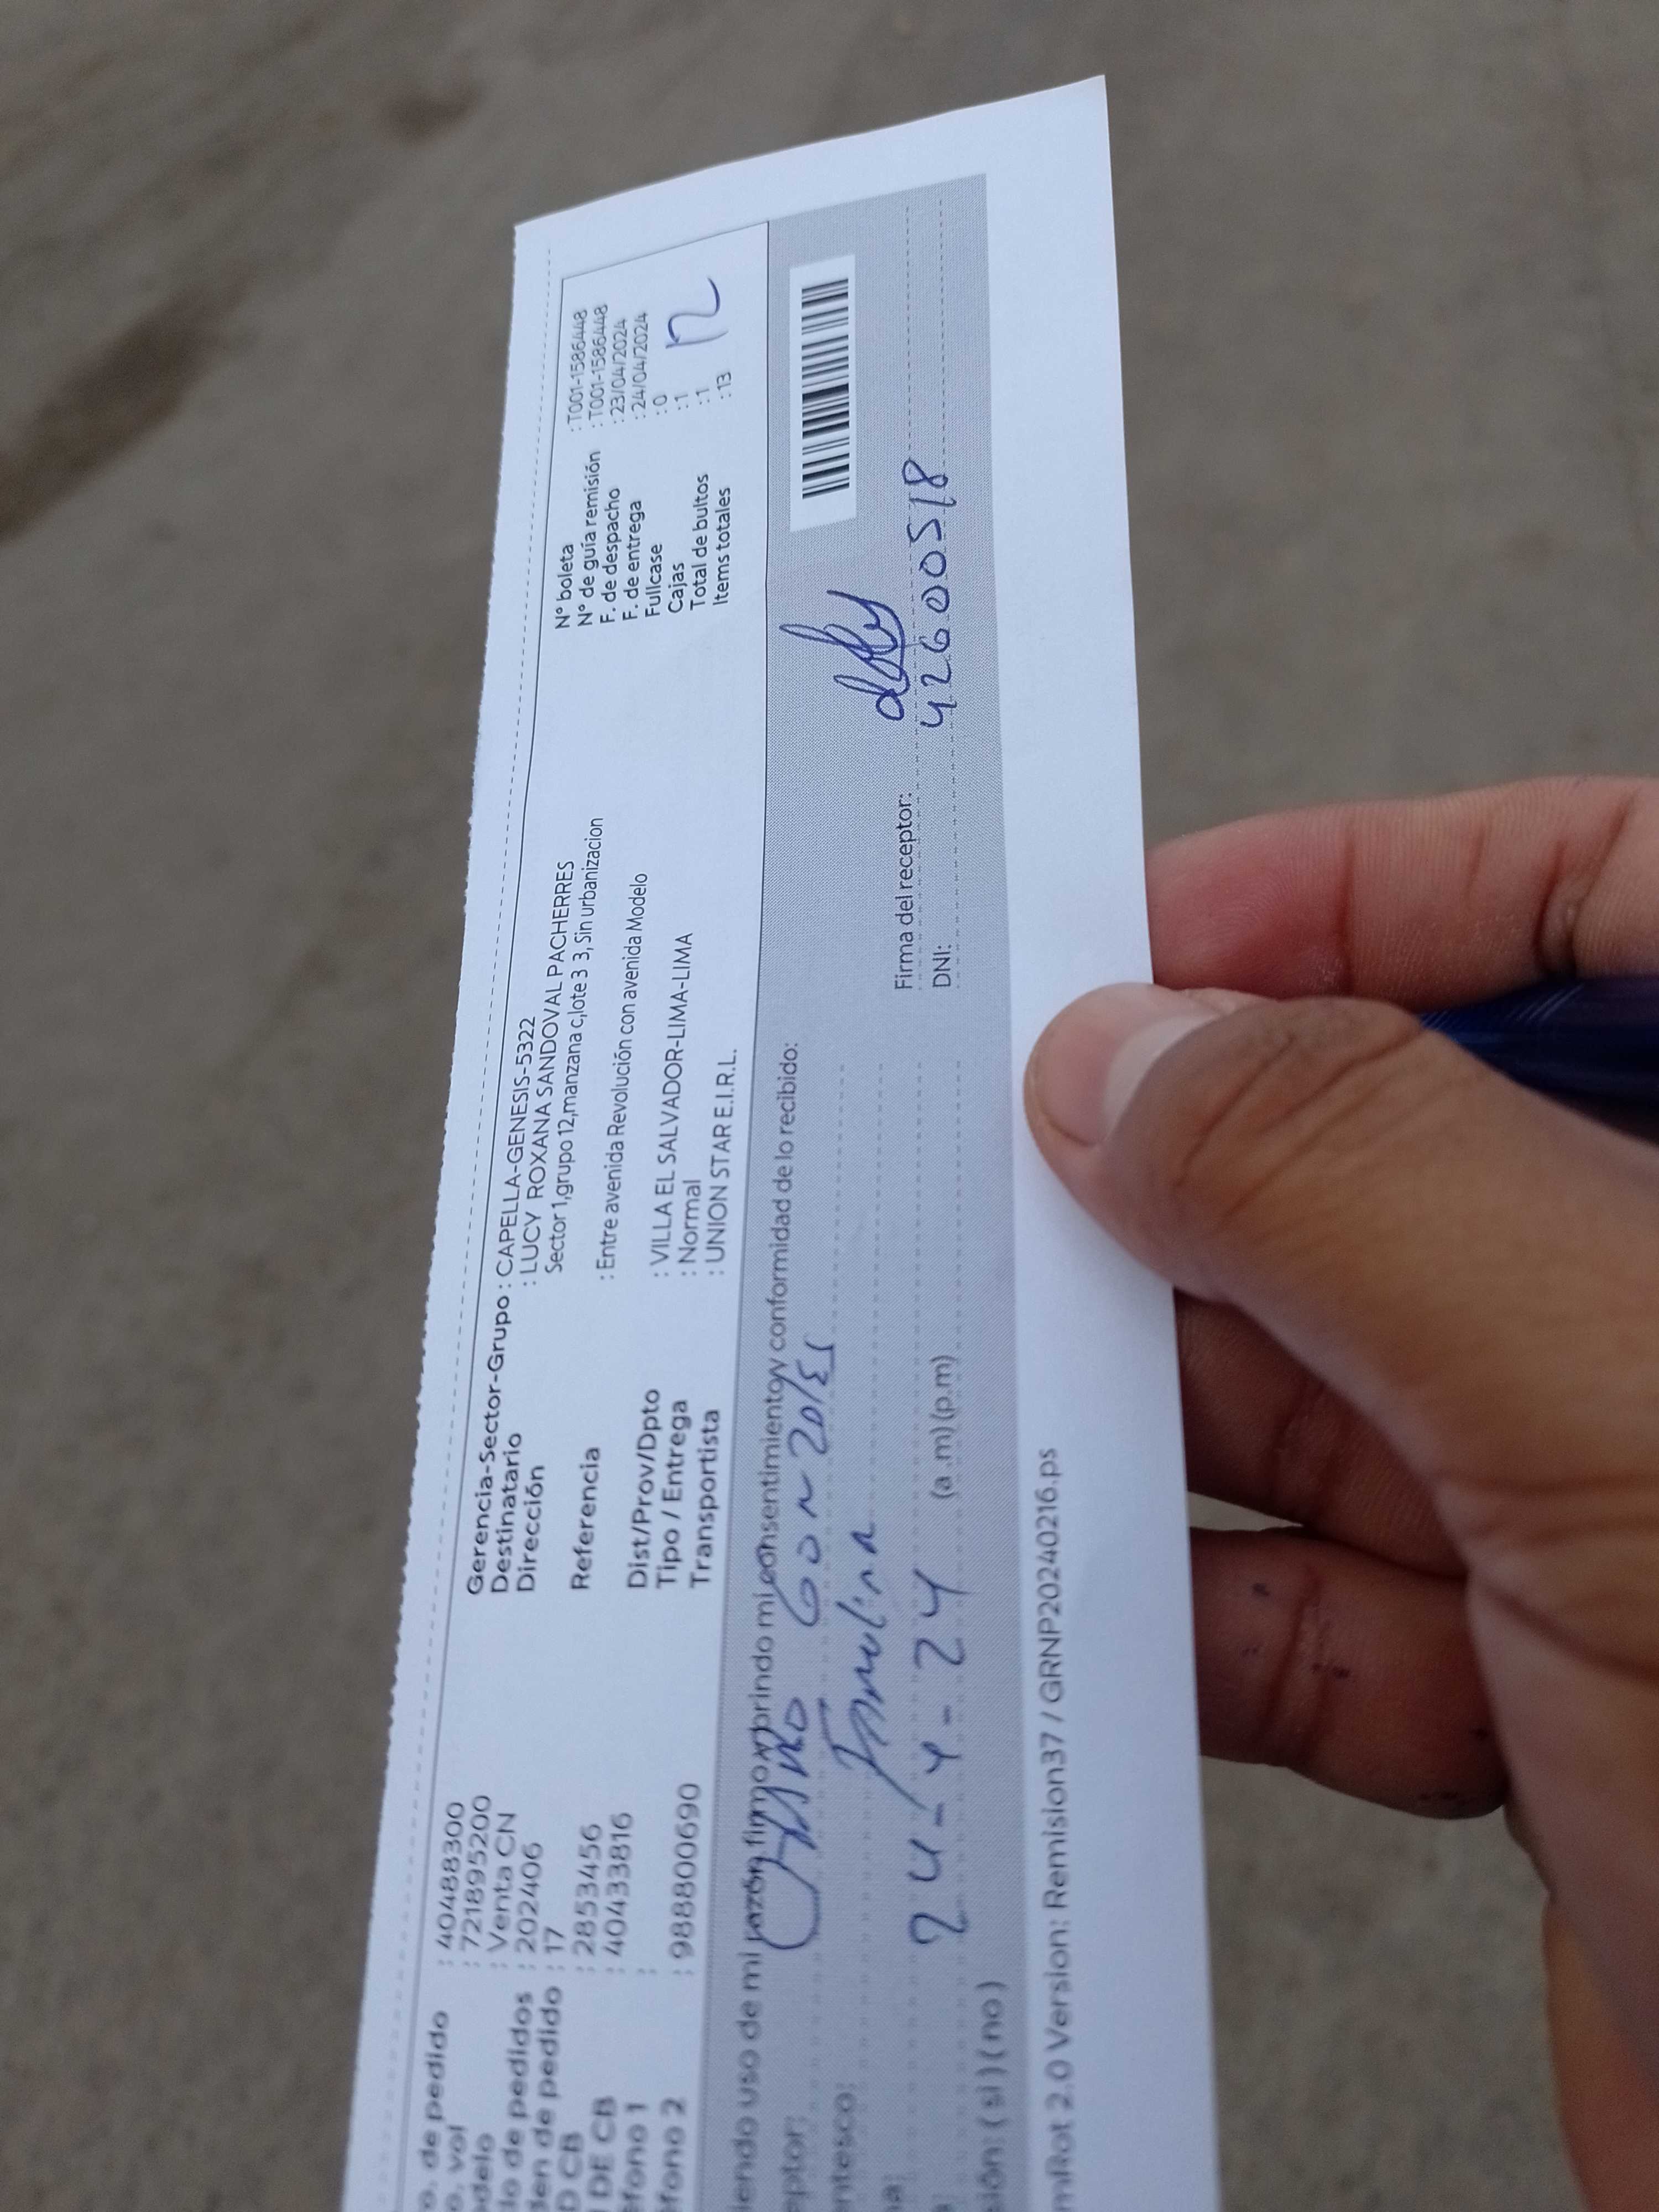 o. de pedido : 40488300
o. vol : 721895200
odelo : Venta CN
lo de pedidos : 202406
den de pedido : 17
D CB : 2853456
DE CB : 40433816
éfono 1 :
éfono 2 : 988800690
Gerencia-Sector-Grupo : CAPELLA-GENESIS-5322
Destinatario : LUCY ROXANA SANDOVAL PACHERRES
Dirección Sector 1,grupo 12,manzana c,lote 3 3, Sin urbanizacion
Referencia : Entre avenida Revolución con avenida Modelo
Dist/Prov/Dpto : VILLA EL SALVADOR-LIMA-LIMA
Tipo / Entrega : Normal
Transportista : UNION STAR E.I.R.L.
N° boleta : T001-1586448
N° de guía remisión : T001-1586448
F. de despacho : 23/04/2024
F. de entrega : 24/04/2024
Fullcase : 0
Cajas : 1
Total de bultos : 1
Items totales : 13
12
iendo uso de mi razón firmo y brindo mi consentimiento y conformidad de lo recibido:
eptor:
entesco:
24-4-24 (a .m) (p.m)
sión: ( si ) ( no )
Firma del receptor:
DNI: 42600518
mRot 2.0 Version: Remision37 / GRNP20240216.ps